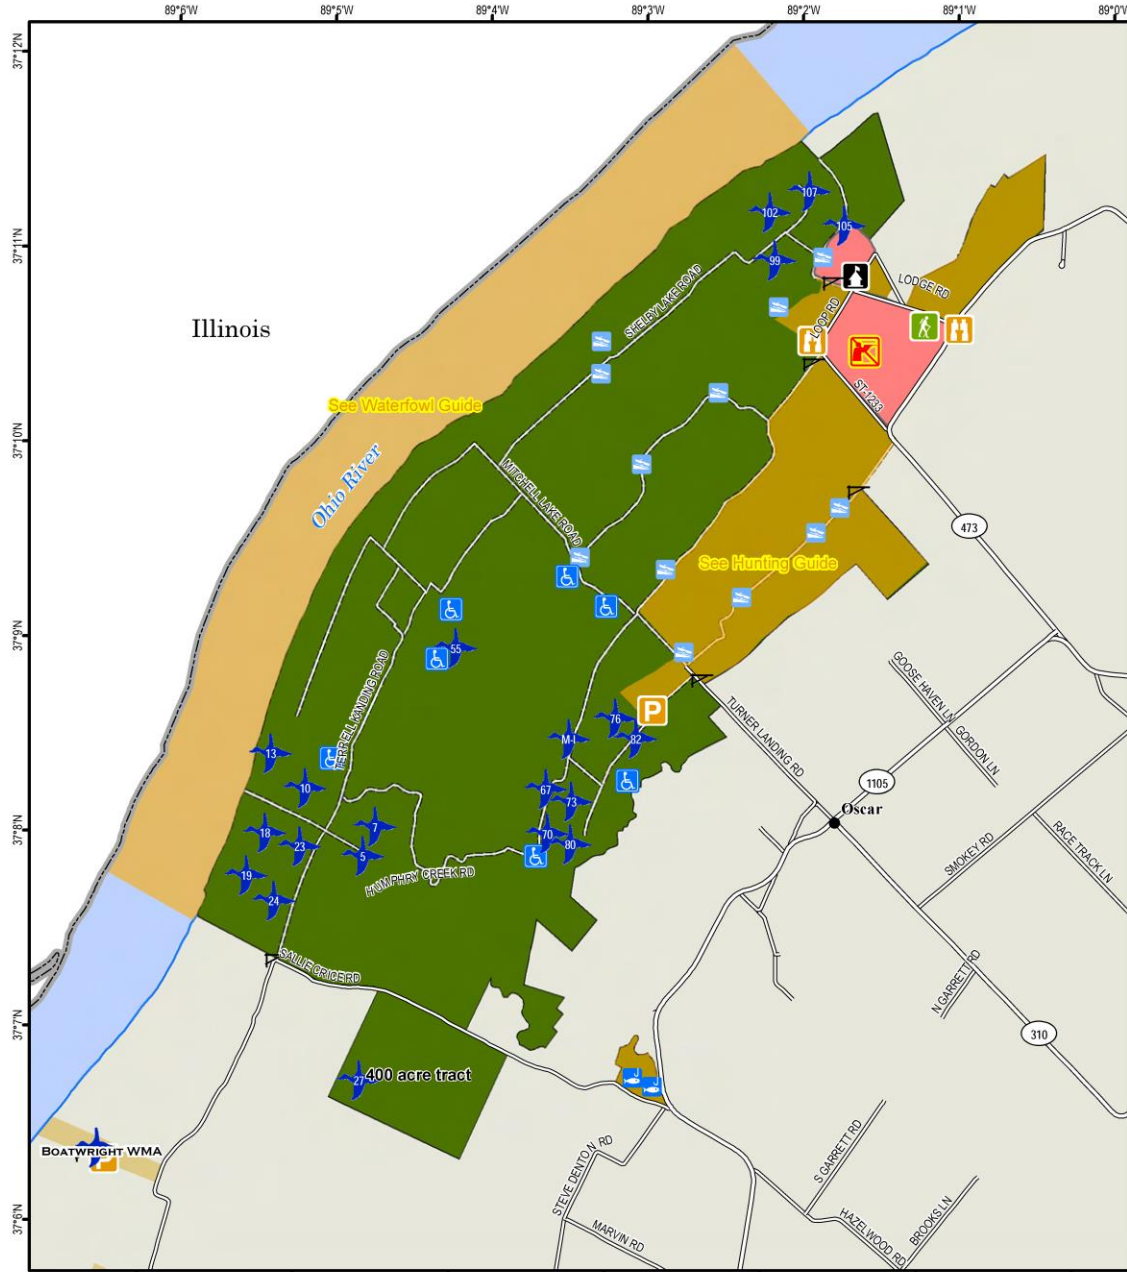 89°6'W
89°5'W
89°4'W
89°3'W
89°2'W
89°1'W
89°0'W
37°12'N
107
102
105
37°11'N
99
LODGE RD
SHELBY LAKE ROAD
LOOP RD
Illinois
See Waterfowl Guide
ST-1233
37°10'N
Ohio River
MITCHELL LAKE ROAD
473
See Hunting Guide
37°9'N
55
GOOSE HAVEN LN
TERRELL LANDING ROAD
P
76
TURNER LANDING RD
GORDON LN
M-I
82
13
1105
10
67
73
Oscar
37°8'N
18
7
70
23
80
SMOKEY RD
RACE TRACK LN
5
19
HUMPHRY CREEK RD
24
SALLIE CRICE RD
N GARRETT RD
37°7'N
310
27
400 acre tract
S GARRETT RD
BOATWRIGHT WMA
P
STEVE DENTON RD
37°6'N
MARVIN RD
HAZELWOOD RD
BROOKS LN